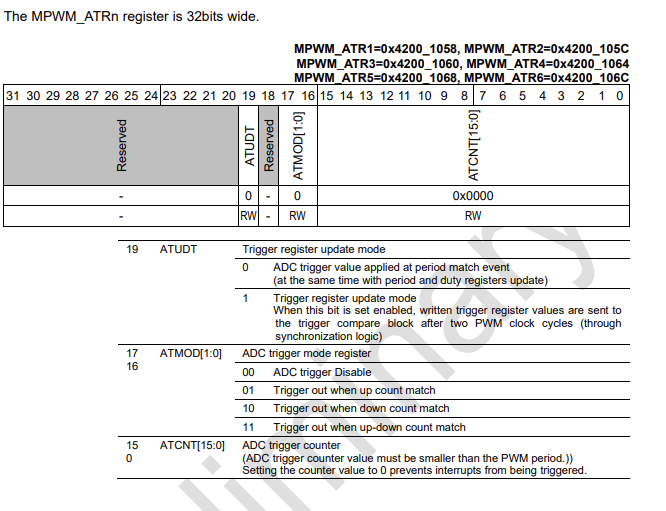 The MPWM_ATRn register is 32bits wide.
MPWM_ATR1=0x4200_1058, MPWM_ATR2=0x4200_105C
MPWM_ATR3=0x4200_1060, MPWM_ATR4=0x4200_1064
MPWM_ATR5=0x4200_1068, MPWM_ATR6=0x4200_106C
31 30 29 28 27 26 25 24 23 22 21 20 19 18 17 16 15 14 13 12 11 10 9 8 7 6 5 4 3 2 1 0
Reserved ATUDT Reserved ATMOD[1:0] ATCNT[15:0]
- 0 - 0 0x0000
- RW - RW RW
19 ATUDT Trigger register update mode
0 ADC trigger value applied at period match event
(at the same time with period and duty registers update)
1 Trigger register update mode
When this bit is set enabled, written trigger register values are sent to
the trigger compare block after two PWM clock cycles (through
synchronization logic)
17 ATMOD[1:0] ADC trigger mode register
16
00 ADC trigger Disable
01 Trigger out when up count match
10 Trigger out when down count match
11 Trigger out when up-down count match
15 ATCNT[15:0] ADC trigger counter
0 (ADC trigger counter value must be smaller than the PWM period.))
Setting the counter value to 0 prevents interrupts from being triggered.